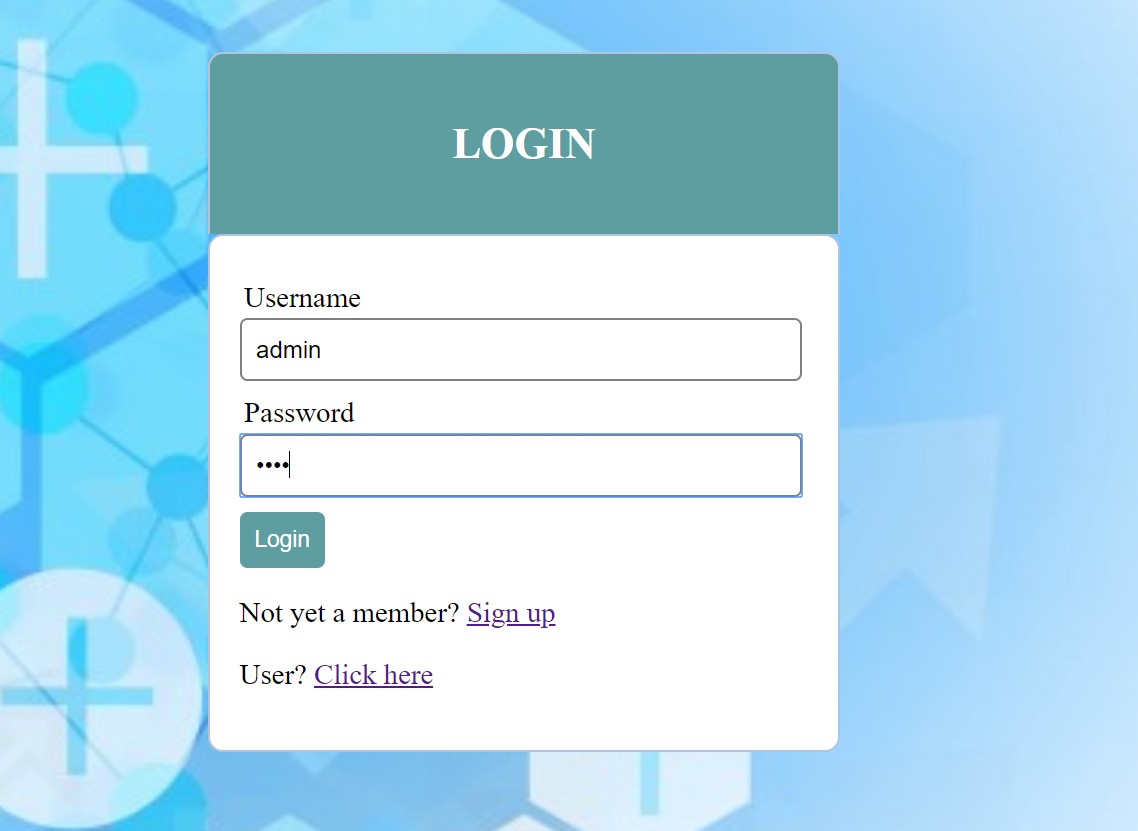 LOGIN
Username
admin
Password
••••
Login
Not yet a member? Sign up
User? Click here